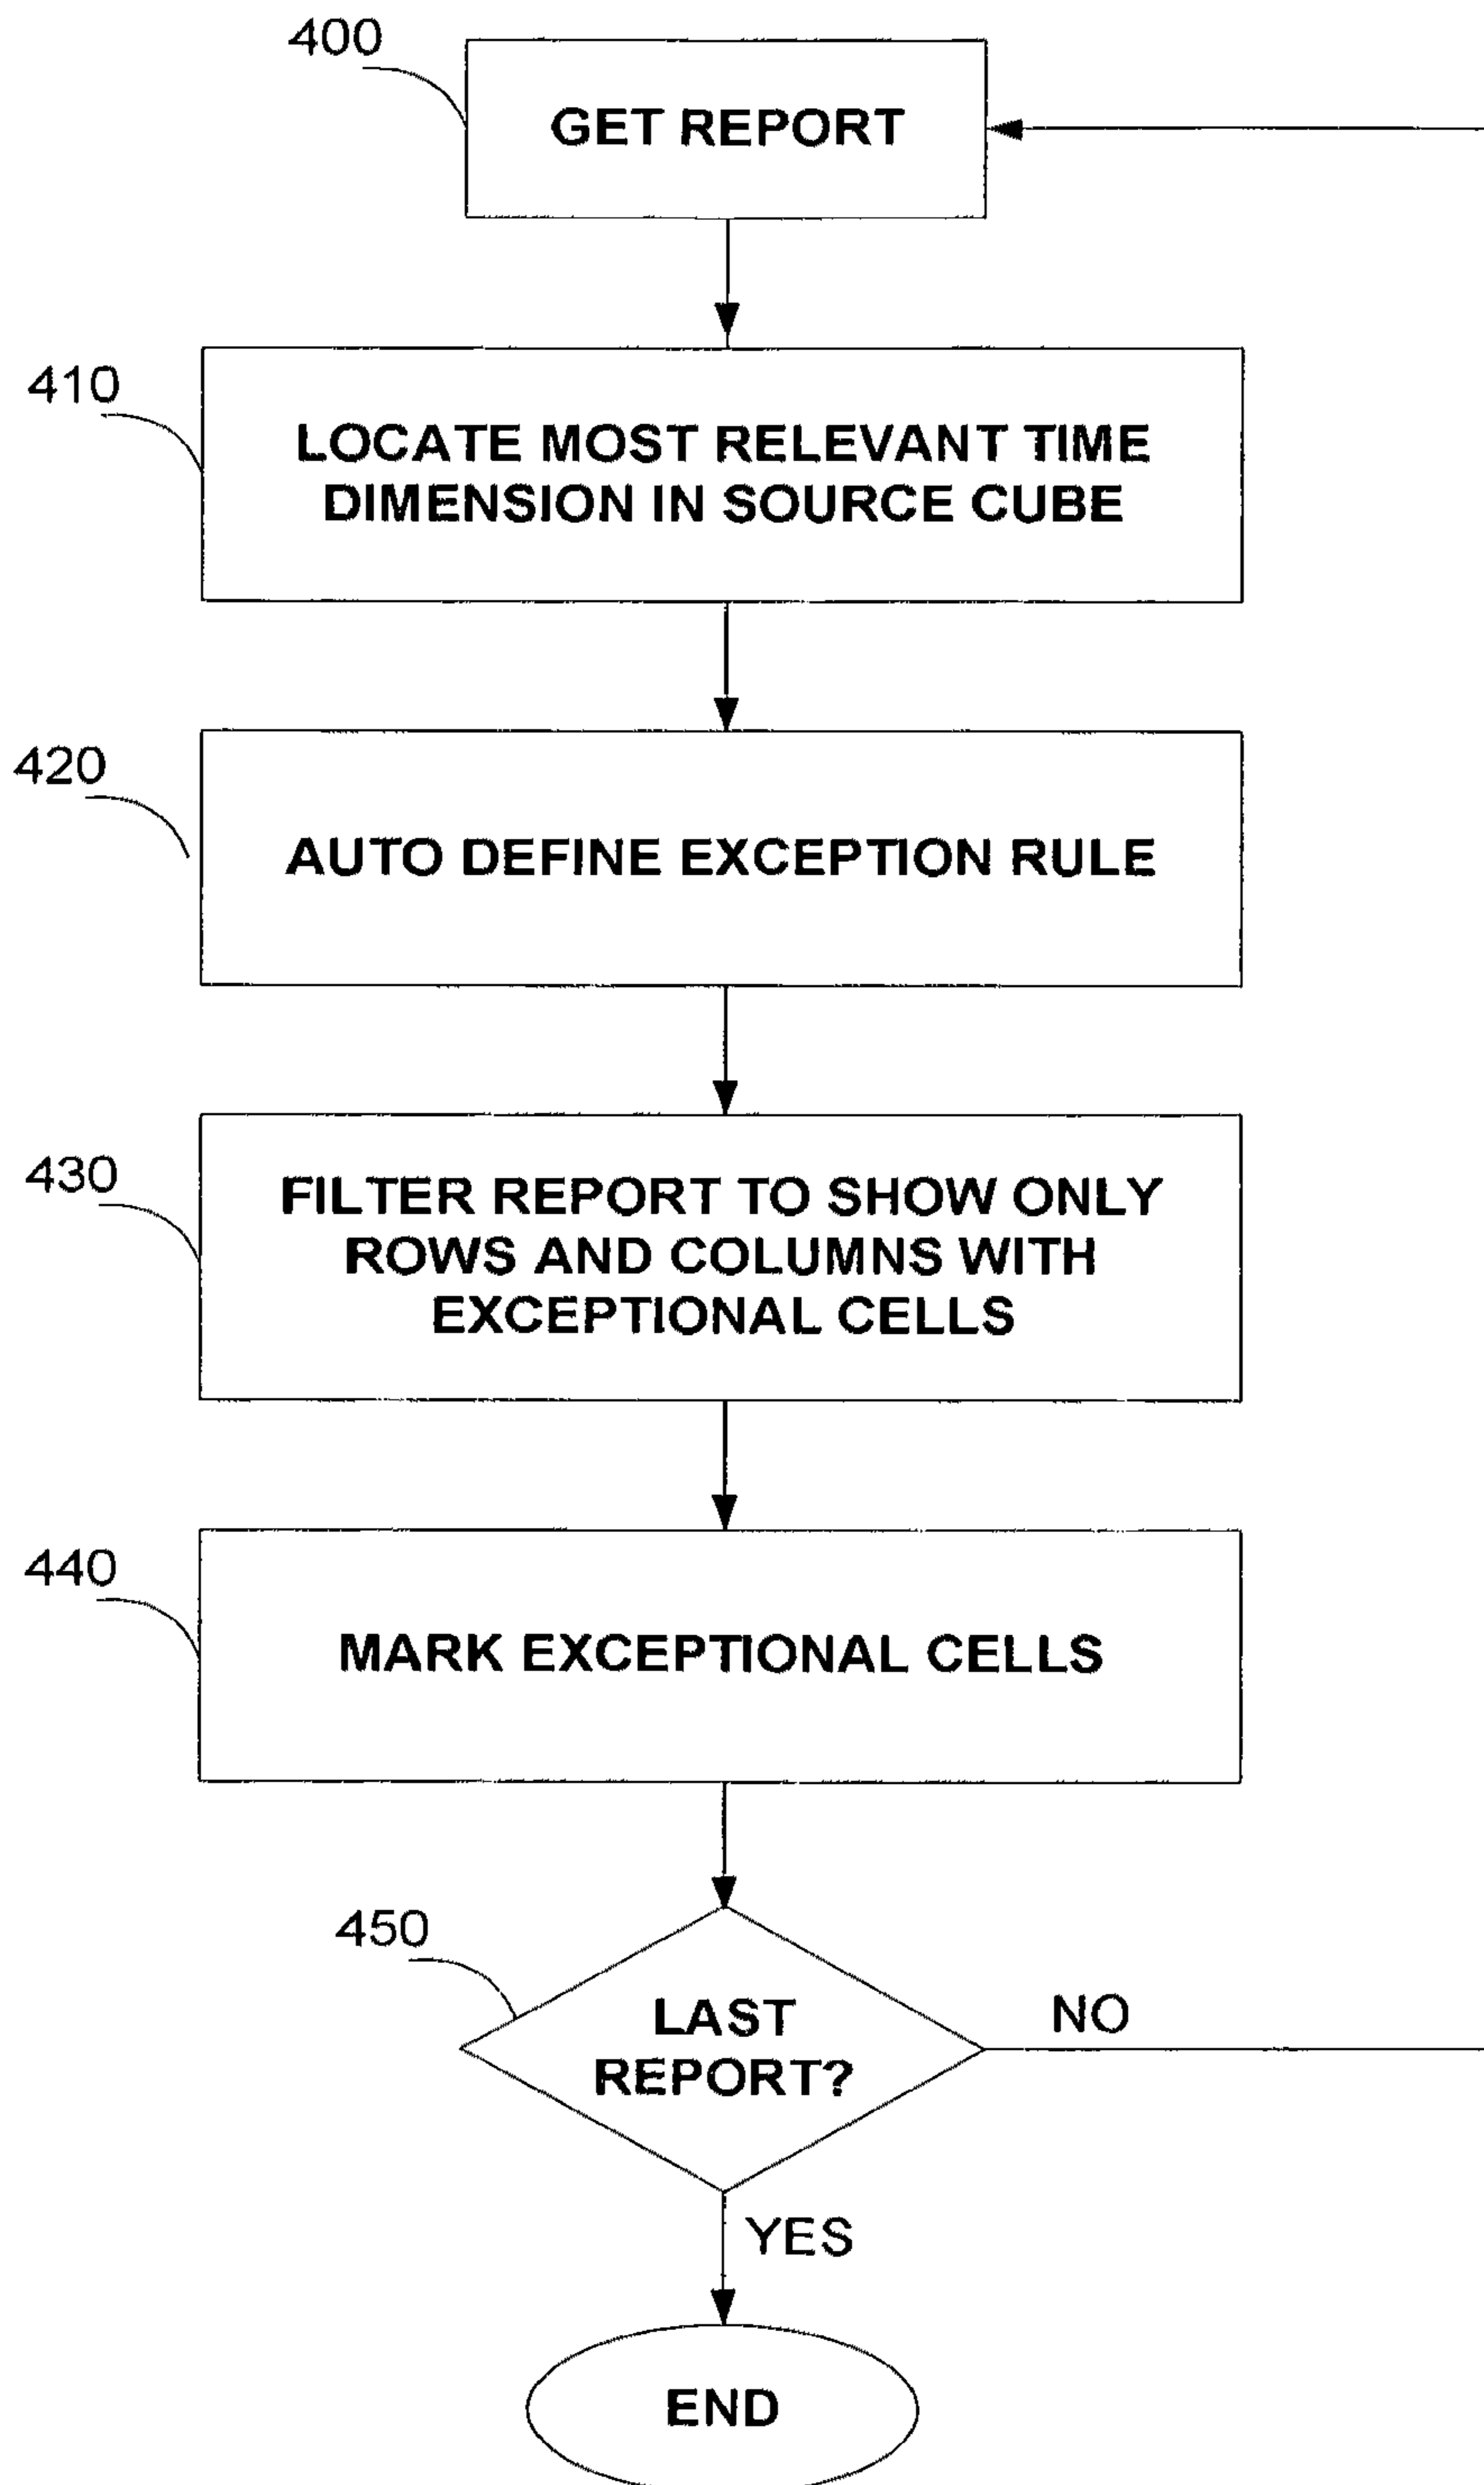 400
GET REPORT
410
LOCATE MOST RELEVANT TIME
DIMENSION IN SOURCE CUBE
420
AUTO DEFINE EXCEPTION RULE
430
FILTER REPORT TO SHOW ONLY
ROWS AND COLUMNS WITH
EXCEPTIONAL CELLS
440
MARK EXCEPTIONAL CELLS
450
LAST
REPORT?
NO
YES
END